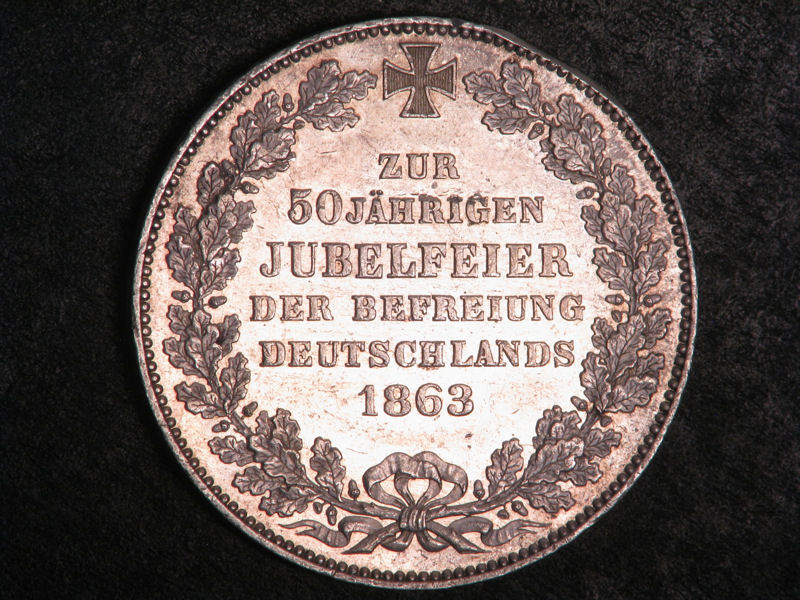 ZUR
50JÄHRIGEN
JUBELFEIER
DER BEFREIUNG
DEUTSCHLANDS
1863